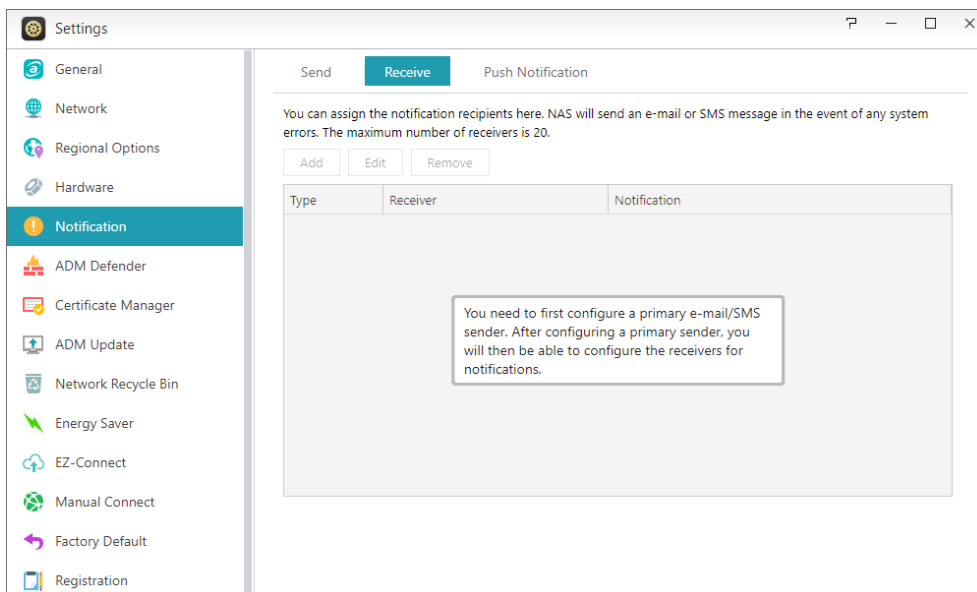 Settings
General
Network
Regional Options
Hardware
Notification
ADM Defender
Certificate Manager
ADM Update
Network Recycle Bin
Energy Saver
EZ-Connect
Manual Connect
Factory Default
Registration
Send Receive Push Notification
You can assign the notification recipients here. NAS will send an e-mail or SMS message in the event of any system
errors. The maximum number of receivers is 20.
Add Edit Remove
Type Receiver Notification
You need to first configure a primary e-mail/SMS
sender. After configuring a primary sender, you
will then be able to configure the receivers for
notifications.